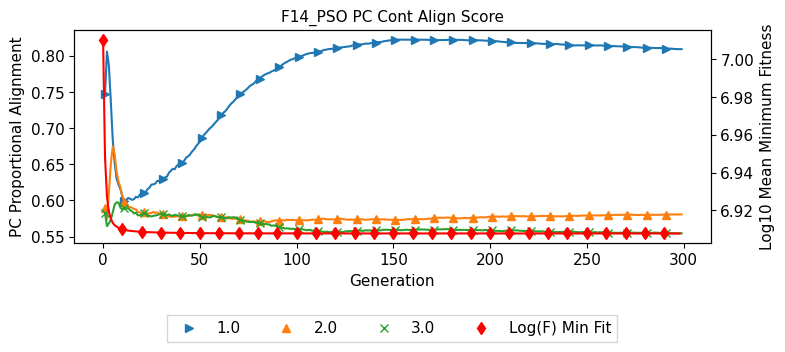 F14_PSO PC Cont Align Score
PC Proportional Alignment
0.80
0.75
0.70
0.65
0.60
0.55
7.00
6.98
6.96
6.94
6.92
Log10 Mean Minimum Fitness
0 50 100 150 200 250 300
Generation
1.0 2.0 3.0 Log(F) Min Fit